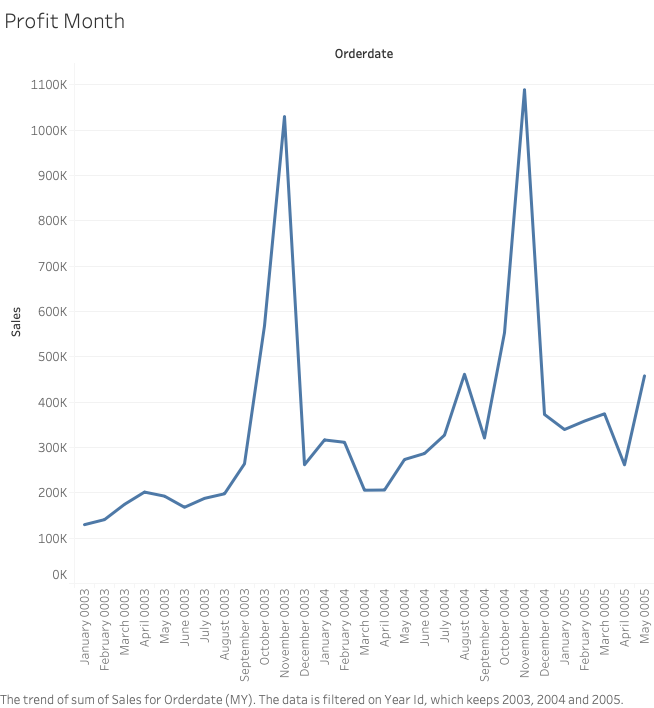 Profit Month
Orderdate
1100K
1000K
900K
800K
700K
600K
500K
400K
300K
200K
100K
0K
Sales
January 0003
February 0003
March 0003
April 0003
May 0003
June 0003
July 0003
August 0003
September 0003
October 0003
November 0003
December 0003
January 0004
February 0004
March 0004
April 0004
May 0004
June 0004
July 0004
August 0004
September 0004
October 0004
November 0004
December 0004
January 0005
February 0005
March 0005
April 0005
May 0005
The trend of sum of Sales for Orderdate (MY). The data is filtered on Year Id, which keeps 2003, 2004 and 2005.